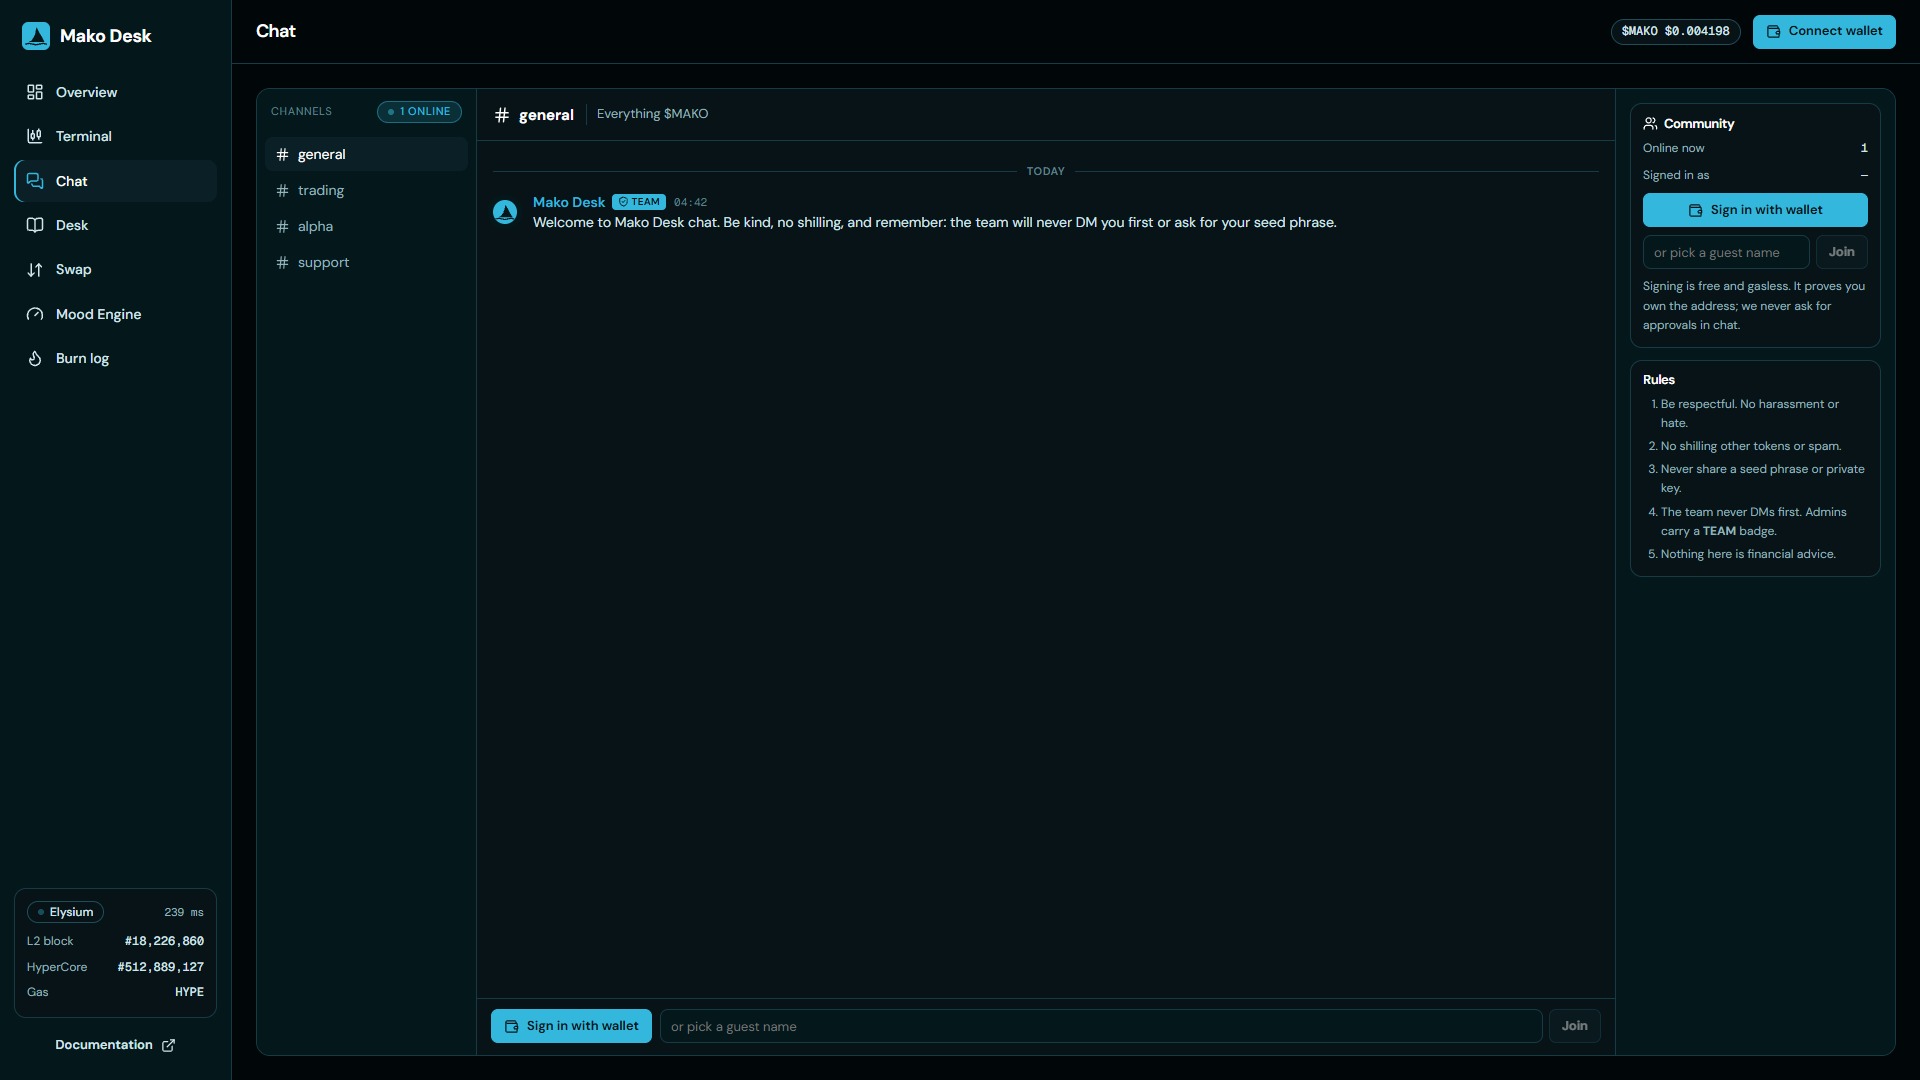 Mako Desk
Overview
Terminal
Chat
Desk
Swap
Mood Engine
Burn log
Elysium 239 ms
L2 block #18,226,860
HyperCore #512,889,127
Gas HYPE
Documentation
Chat
$MAKO $0.004198
Connect wallet
CHANNELS
1 ONLINE
# general
# trading
# alpha
# support
# general
Everything $MAKO
TODAY
Mako Desk TEAM 04:42
Welcome to Mako Desk chat. Be kind, no shilling, and remember: the team will never DM you first or ask for your seed phrase.
Sign in with wallet
or pick a guest name
Join
Community
Online now 1
Signed in as –
Sign in with wallet
or pick a guest name
Join
Signing is free and gasless. It proves you
own the address; we never ask for
approvals in chat.
Rules
1. Be respectful. No harassment or
hate.
2. No shilling other tokens or spam.
3. Never share a seed phrase or private
key.
4. The team never DMs first. Admins
carry a TEAM badge.
5. Nothing here is financial advice.